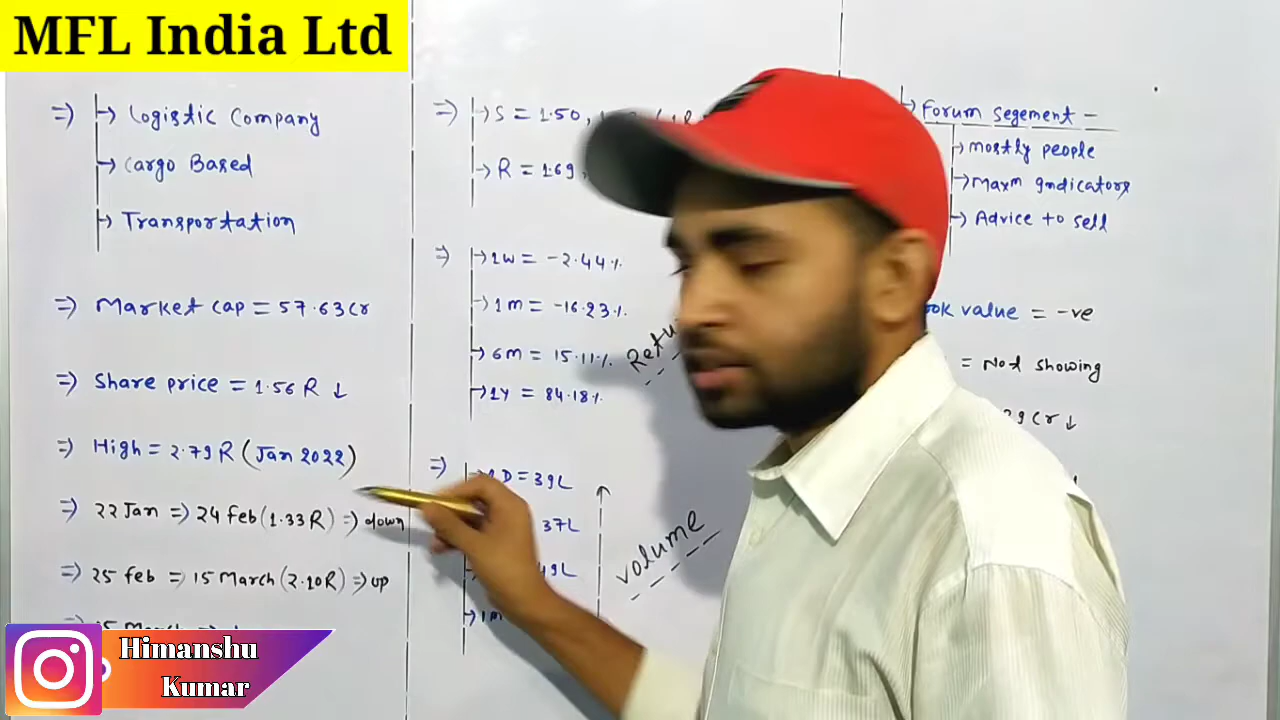 MFL India Ltd
=> -> Logistic Company
-> Cargo Based
-> Transportation
=> Market cap = 57.63Cr
=> Share price = 1.56 R ↓
=> High = 2.79 R (Jan 2022)
=> 22 Jan => 24 feb (1.33 R) => down
=> 25 feb => 15 March (2.10R) => up
=> -> S = 1.50,
-> R = 1.69,
=> -> 1W = -2.44%
-> 1m = -16.23%
-> 6m = 15.11%
-> 1Y = 84.18%
=> 1D = 39L
37L
49L
-> 1m
volume
-> Forum Segement -
-> mostly people
-> Maxm Indicators
-> Advice to sell
value = -ve
= Not showing
Himanshu
Kumar